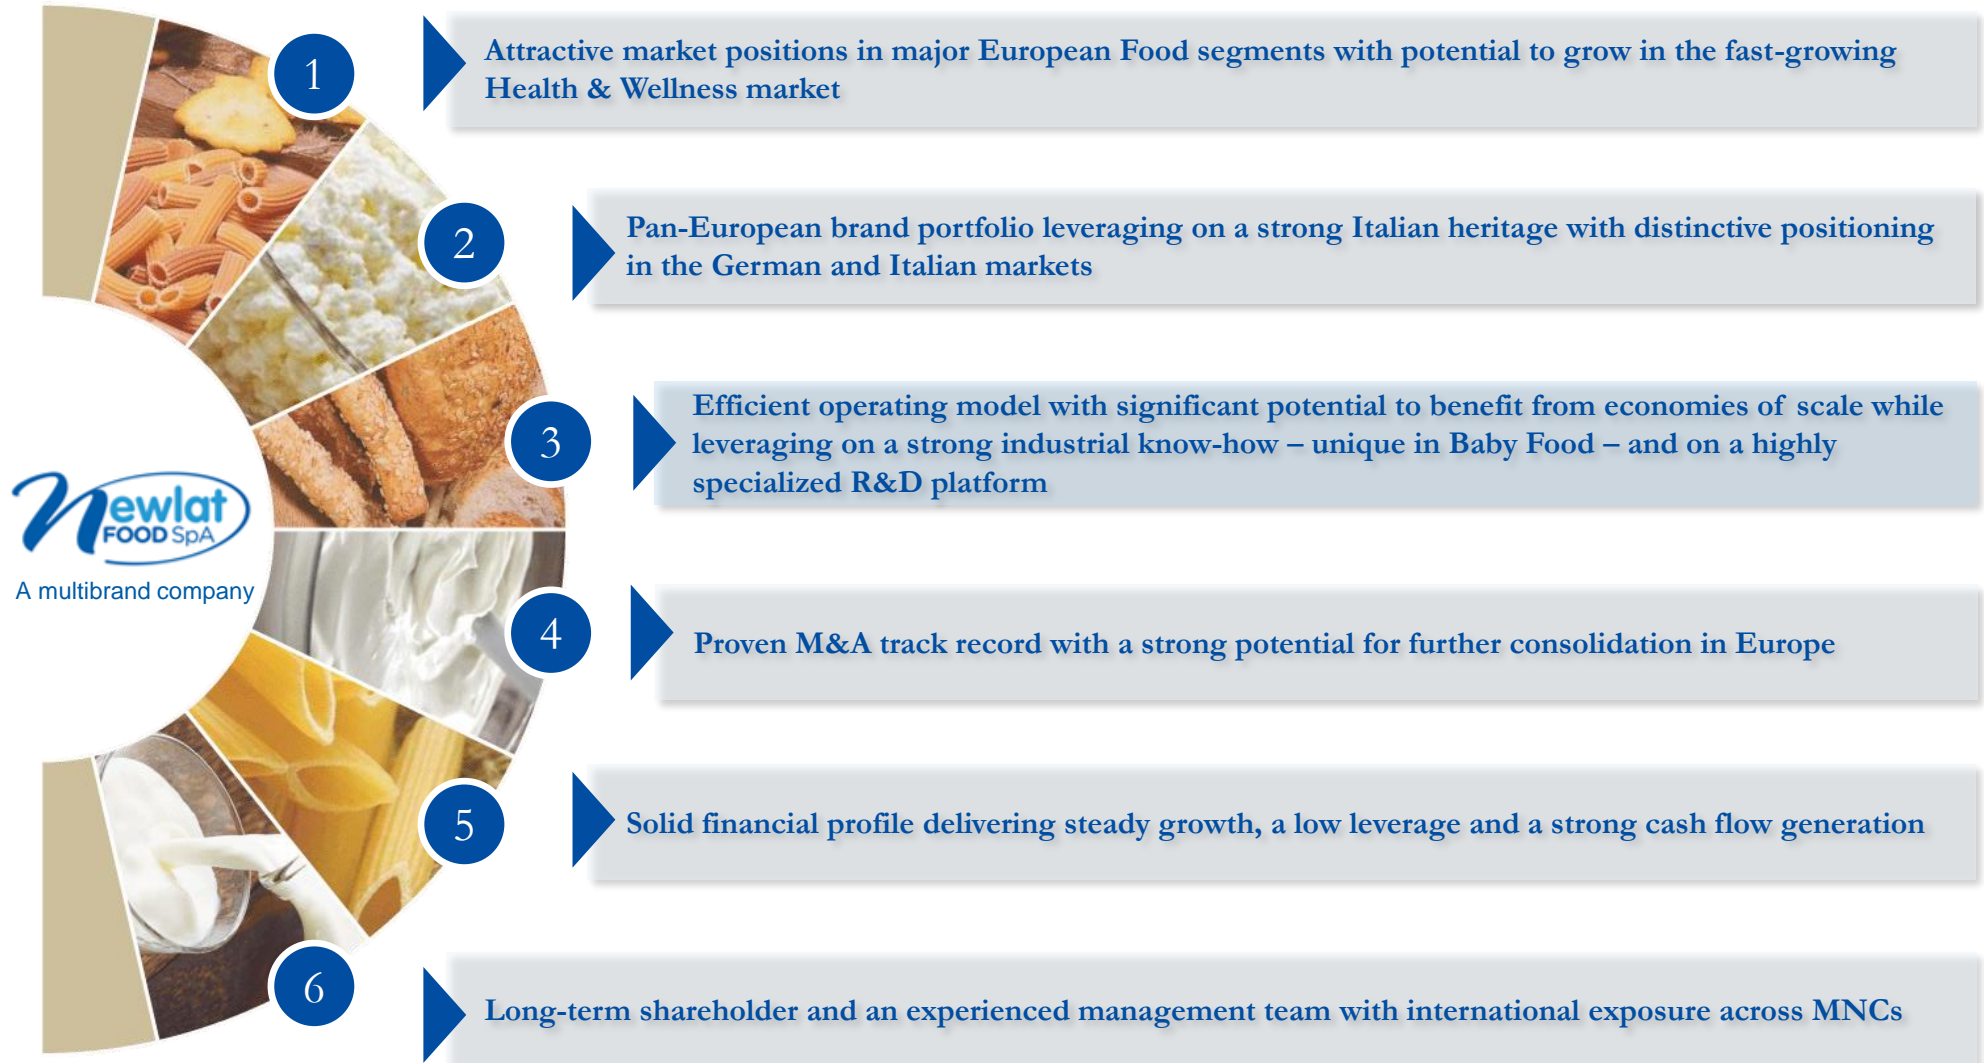 1
Attractive market positions in major European Food segments with potential to grow in the fast-growing
Health & Wellness market
2
Pan-European brand portfolio leveraging on a strong Italian heritage with distinctive positioning
in the German and Italian markets
3
Efficient operating model with significant potential to benefit from economies of scale while
leveraging on a strong industrial know-how – unique in Baby Food – and on a highly
specialized R&D platform
Newlat
FOOD SpA
A multibrand company
4
Proven M&A track record with a strong potential for further consolidation in Europe
5
Solid financial profile delivering steady growth, a low leverage and a strong cash flow generation
6
Long-term shareholder and an experienced management team with international exposure across MNCs